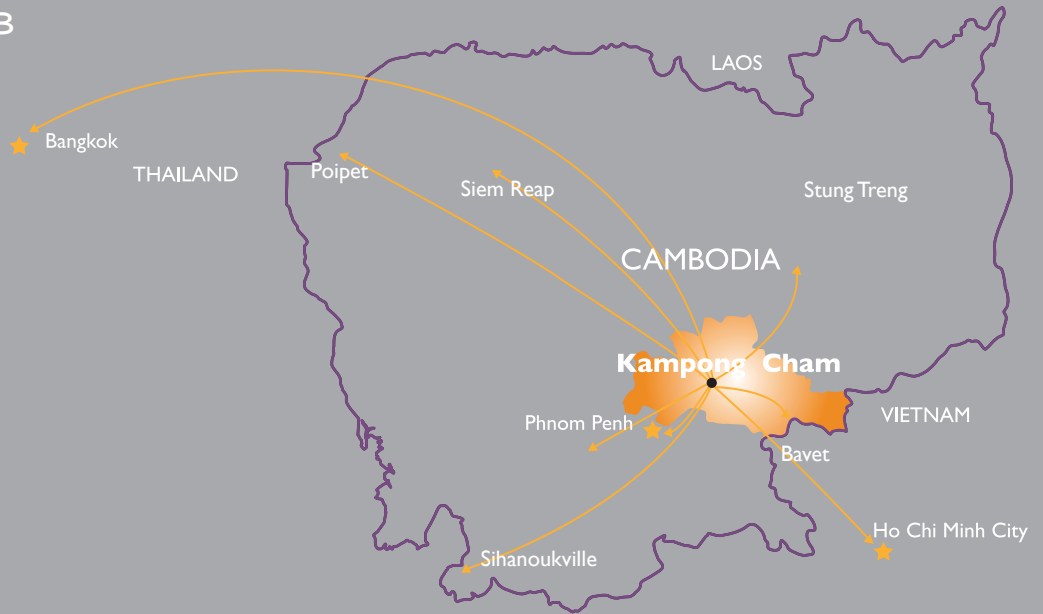 B
LAOS
Bangkok
THAILAND
Poipet
Siem Reap
Stung Treng
CAMBODIA
Kampong Cham
Phnom Penh
VIETNAM
Bavet
Ho Chi Minh City
Sihanoukville